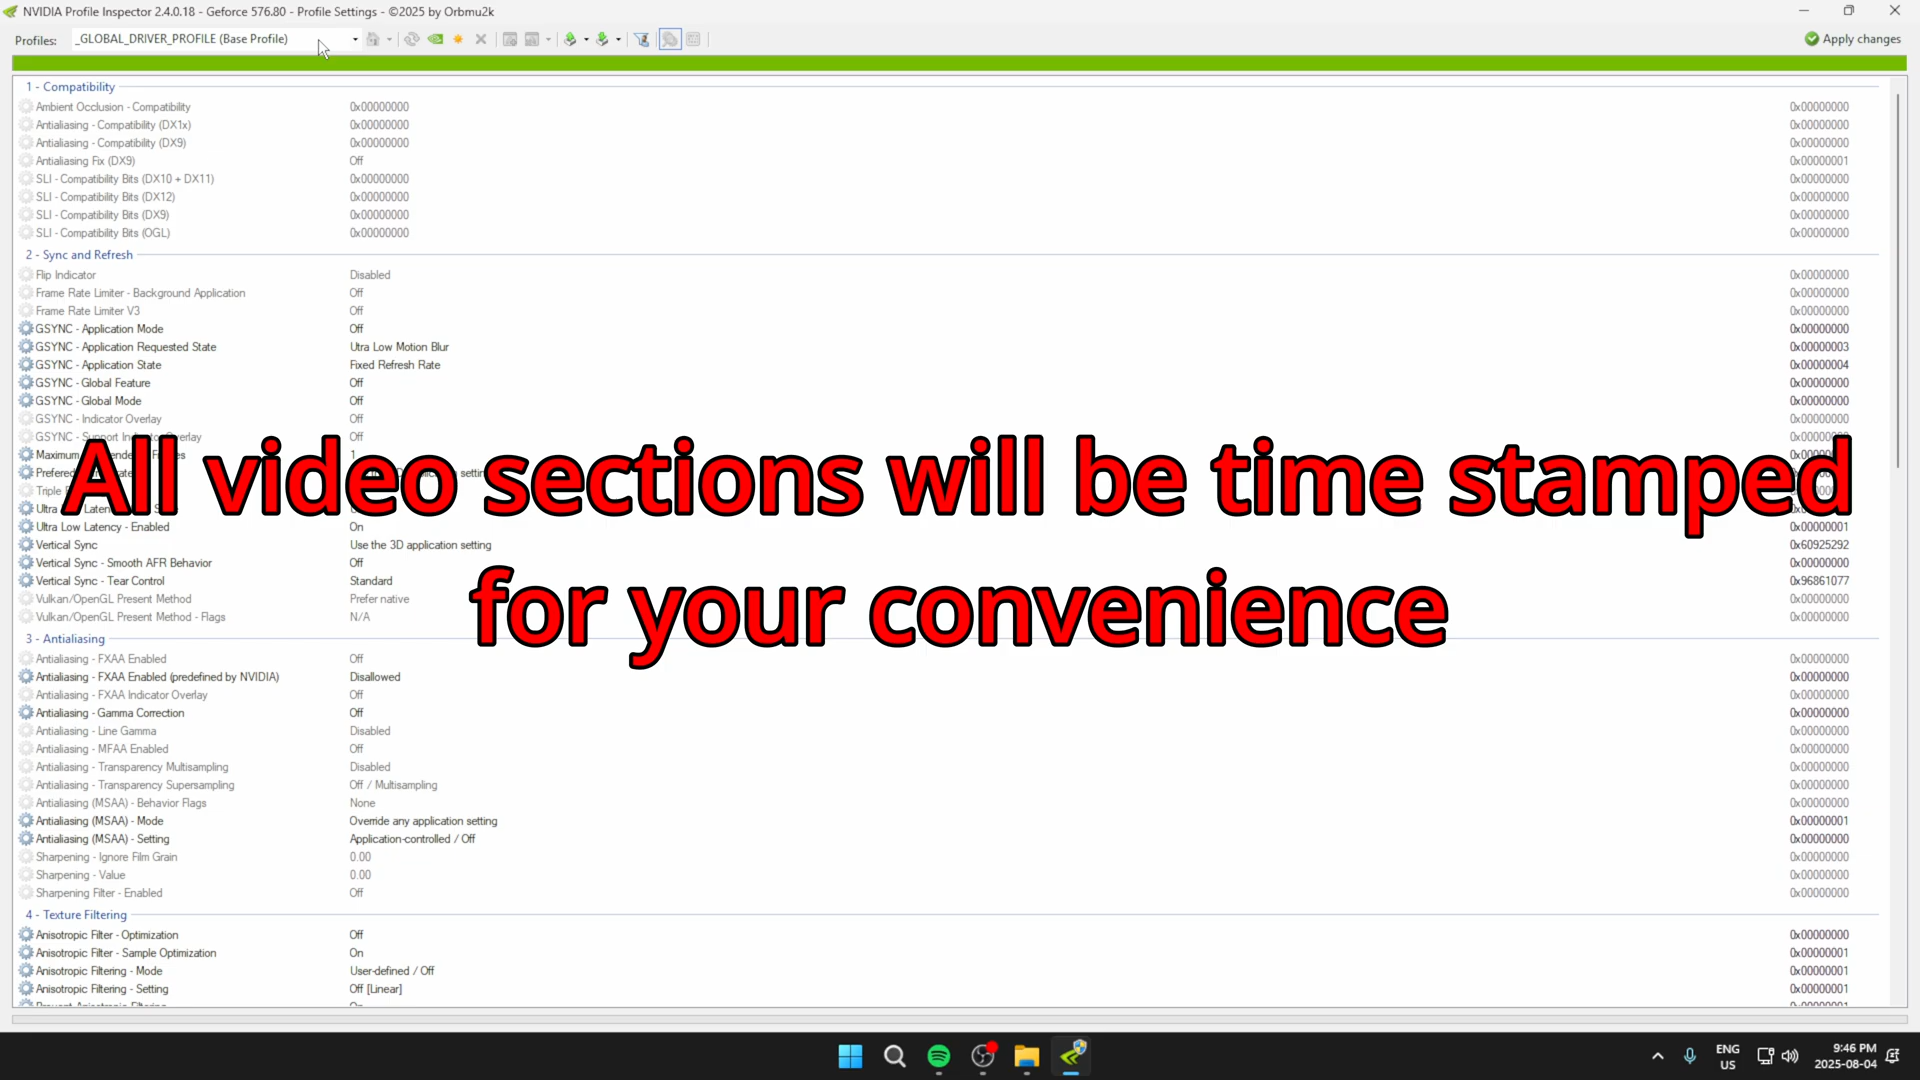 NVIDIA Profile Inspector 2.4.0.18 - Geforce 576.80 - Profile Settings - ©2025 by Orbmu2k
Profiles: _GLOBAL_DRIVER_PROFILE (Base Profile) Apply changes
1 - Compatibility
Ambient Occlusion - Compatibility 0x00000000 0x00000000
Antialiasing - Compatibility (DX1x) 0x00000000 0x00000000
Antialiasing - Compatibility (DX9) 0x00000000 0x00000000
Antialiasing Fix (DX9) Off 0x00000001
SLI - Compatibility Bits (DX10 + DX11) 0x00000000 0x00000000
SLI - Compatibility Bits (DX12) 0x00000000 0x00000000
SLI - Compatibility Bits (DX9) 0x00000000 0x00000000
SLI - Compatibility Bits (OGL) 0x00000000 0x00000000
2 - Sync and Refresh
Flip Indicator Disabled 0x00000000
Frame Rate Limiter - Background Application Off 0x00000000
Frame Rate Limiter V3 Off 0x00000000
GSYNC - Application Mode Off 0x00000000
GSYNC - Application Requested State Utra Low Motion Blur 0x00000003
GSYNC - Application State Fixed Refresh Rate 0x00000004
GSYNC - Global Feature Off 0x00000000
GSYNC - Global Mode Off 0x00000000
GSYNC - Indicator Overlay Off 0x00000000
GSYNC - Support Overlay Off
Maximum 1
All video sections will be time stamped
for your convenience
Ultra Low Latency - Enabled On 0x00000001
Vertical Sync Use the 3D application setting 0x60925292
Vertical Sync - Smooth AFR Behavior Off 0x00000000
Vertical Sync - Tear Control Standard 0x96861077
Vulkan/OpenGL Present Method Prefer native 0x00000000
Vulkan/OpenGL Present Method - Flags N/A 0x00000000
3 - Antialiasing
Antialiasing - FXAA Enabled Off 0x00000000
Antialiasing - FXAA Enabled (predefined by NVIDIA) Disallowed 0x00000000
Antialiasing - FXAA Indicator Overlay Off 0x00000000
Antialiasing - Gamma Correction Off 0x00000000
Antialiasing - Line Gamma Disabled 0x00000000
Antialiasing - MFAA Enabled Off 0x00000000
Antialiasing - Transparency Multisampling Disabled 0x00000000
Antialiasing - Transparency Supersampling Off / Multisampling 0x00000000
Antialiasing (MSAA) - Behavior Flags None 0x00000000
Antialiasing (MSAA) - Mode Override any application setting 0x00000001
Antialiasing (MSAA) - Setting Application-controlled / Off 0x00000000
Sharpening - Ignore Film Grain 0.00 0x00000000
Sharpening - Value 0.00 0x00000000
Sharpening Filter - Enabled Off 0x00000000
4 - Texture Filtering
Anisotropic Filter - Optimization Off 0x00000000
Anisotropic Filter - Sample Optimization On 0x00000001
Anisotropic Filtering - Mode User-defined / Off 0x00000001
Anisotropic Filtering - Setting Off [Linear] 0x00000001
ENG
US
9:46 PM
2025-08-04